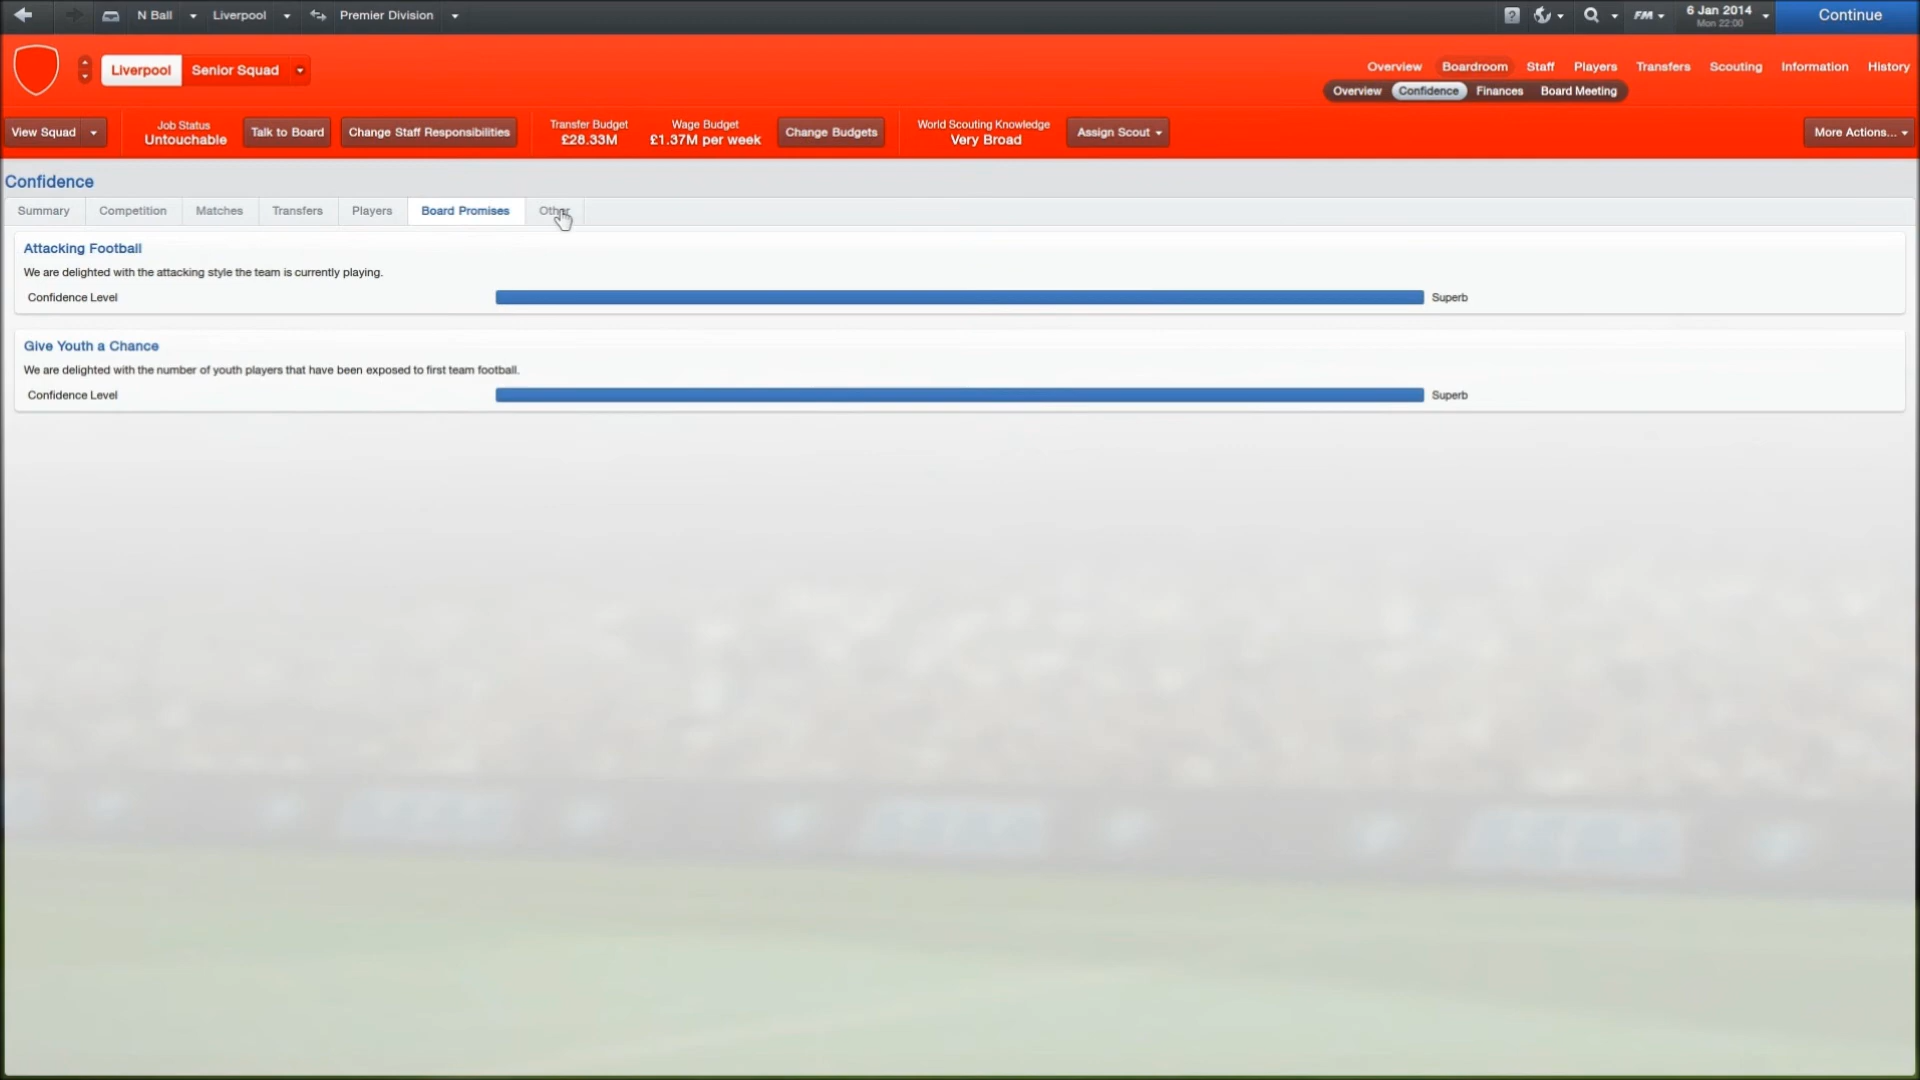 N Ball Liverpool Premier Division ? FM 6 Jan 2014 Continue
Mon 22:00
Liverpool Senior Squad Overview Boardroom Staff Players Transfers Scouting Information History
Overview Confidence Finances Board Meeting
View Squad Job Status Talk to Board Change Staff Responsibilities Transfer Budget Wage Budget Change Budgets World Scouting Knowledge Assign Scout More Actions...
Untouchable £28.33M £1.37M per week Very Broad
Confidence
Summary Competition Matches Transfers Players Board Promises Other
Attacking Football
We are delighted with the attacking style the team is currently playing.
Confidence Level Superb
Give Youth a Chance
We are delighted with the number of youth players that have been exposed to first team football.
Confidence Level Superb